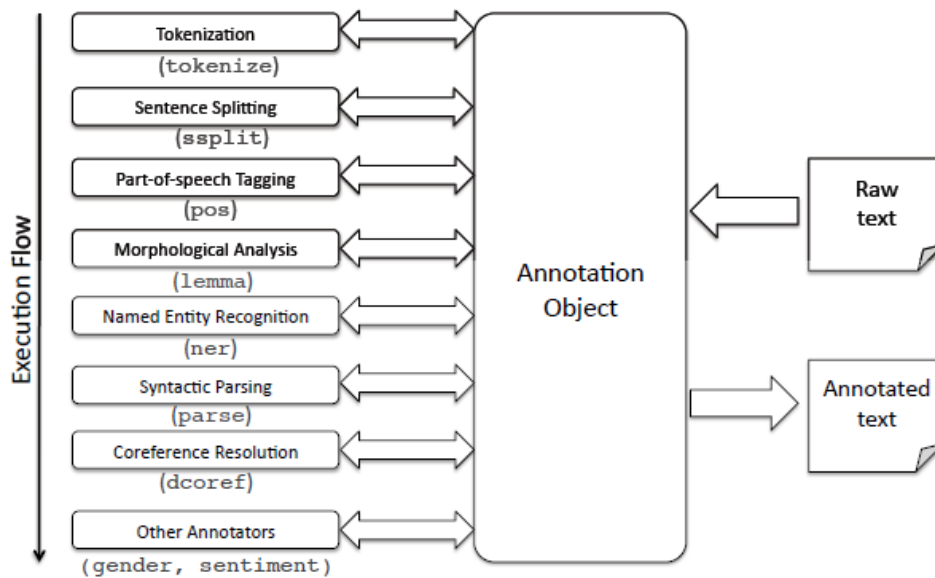 Execution Flow
Tokenization
(tokenize)
Sentence Splitting
(ssplit)
Part-of-speech Tagging
(pos)
Morphological Analysis
(lemma)
Named Entity Recognition
(ner)
Syntactic Parsing
(parse)
Coreference Resolution
(dcoref)
Other Annotators
(gender, sentiment)
Annotation
Object
Raw
text
Annotated
text